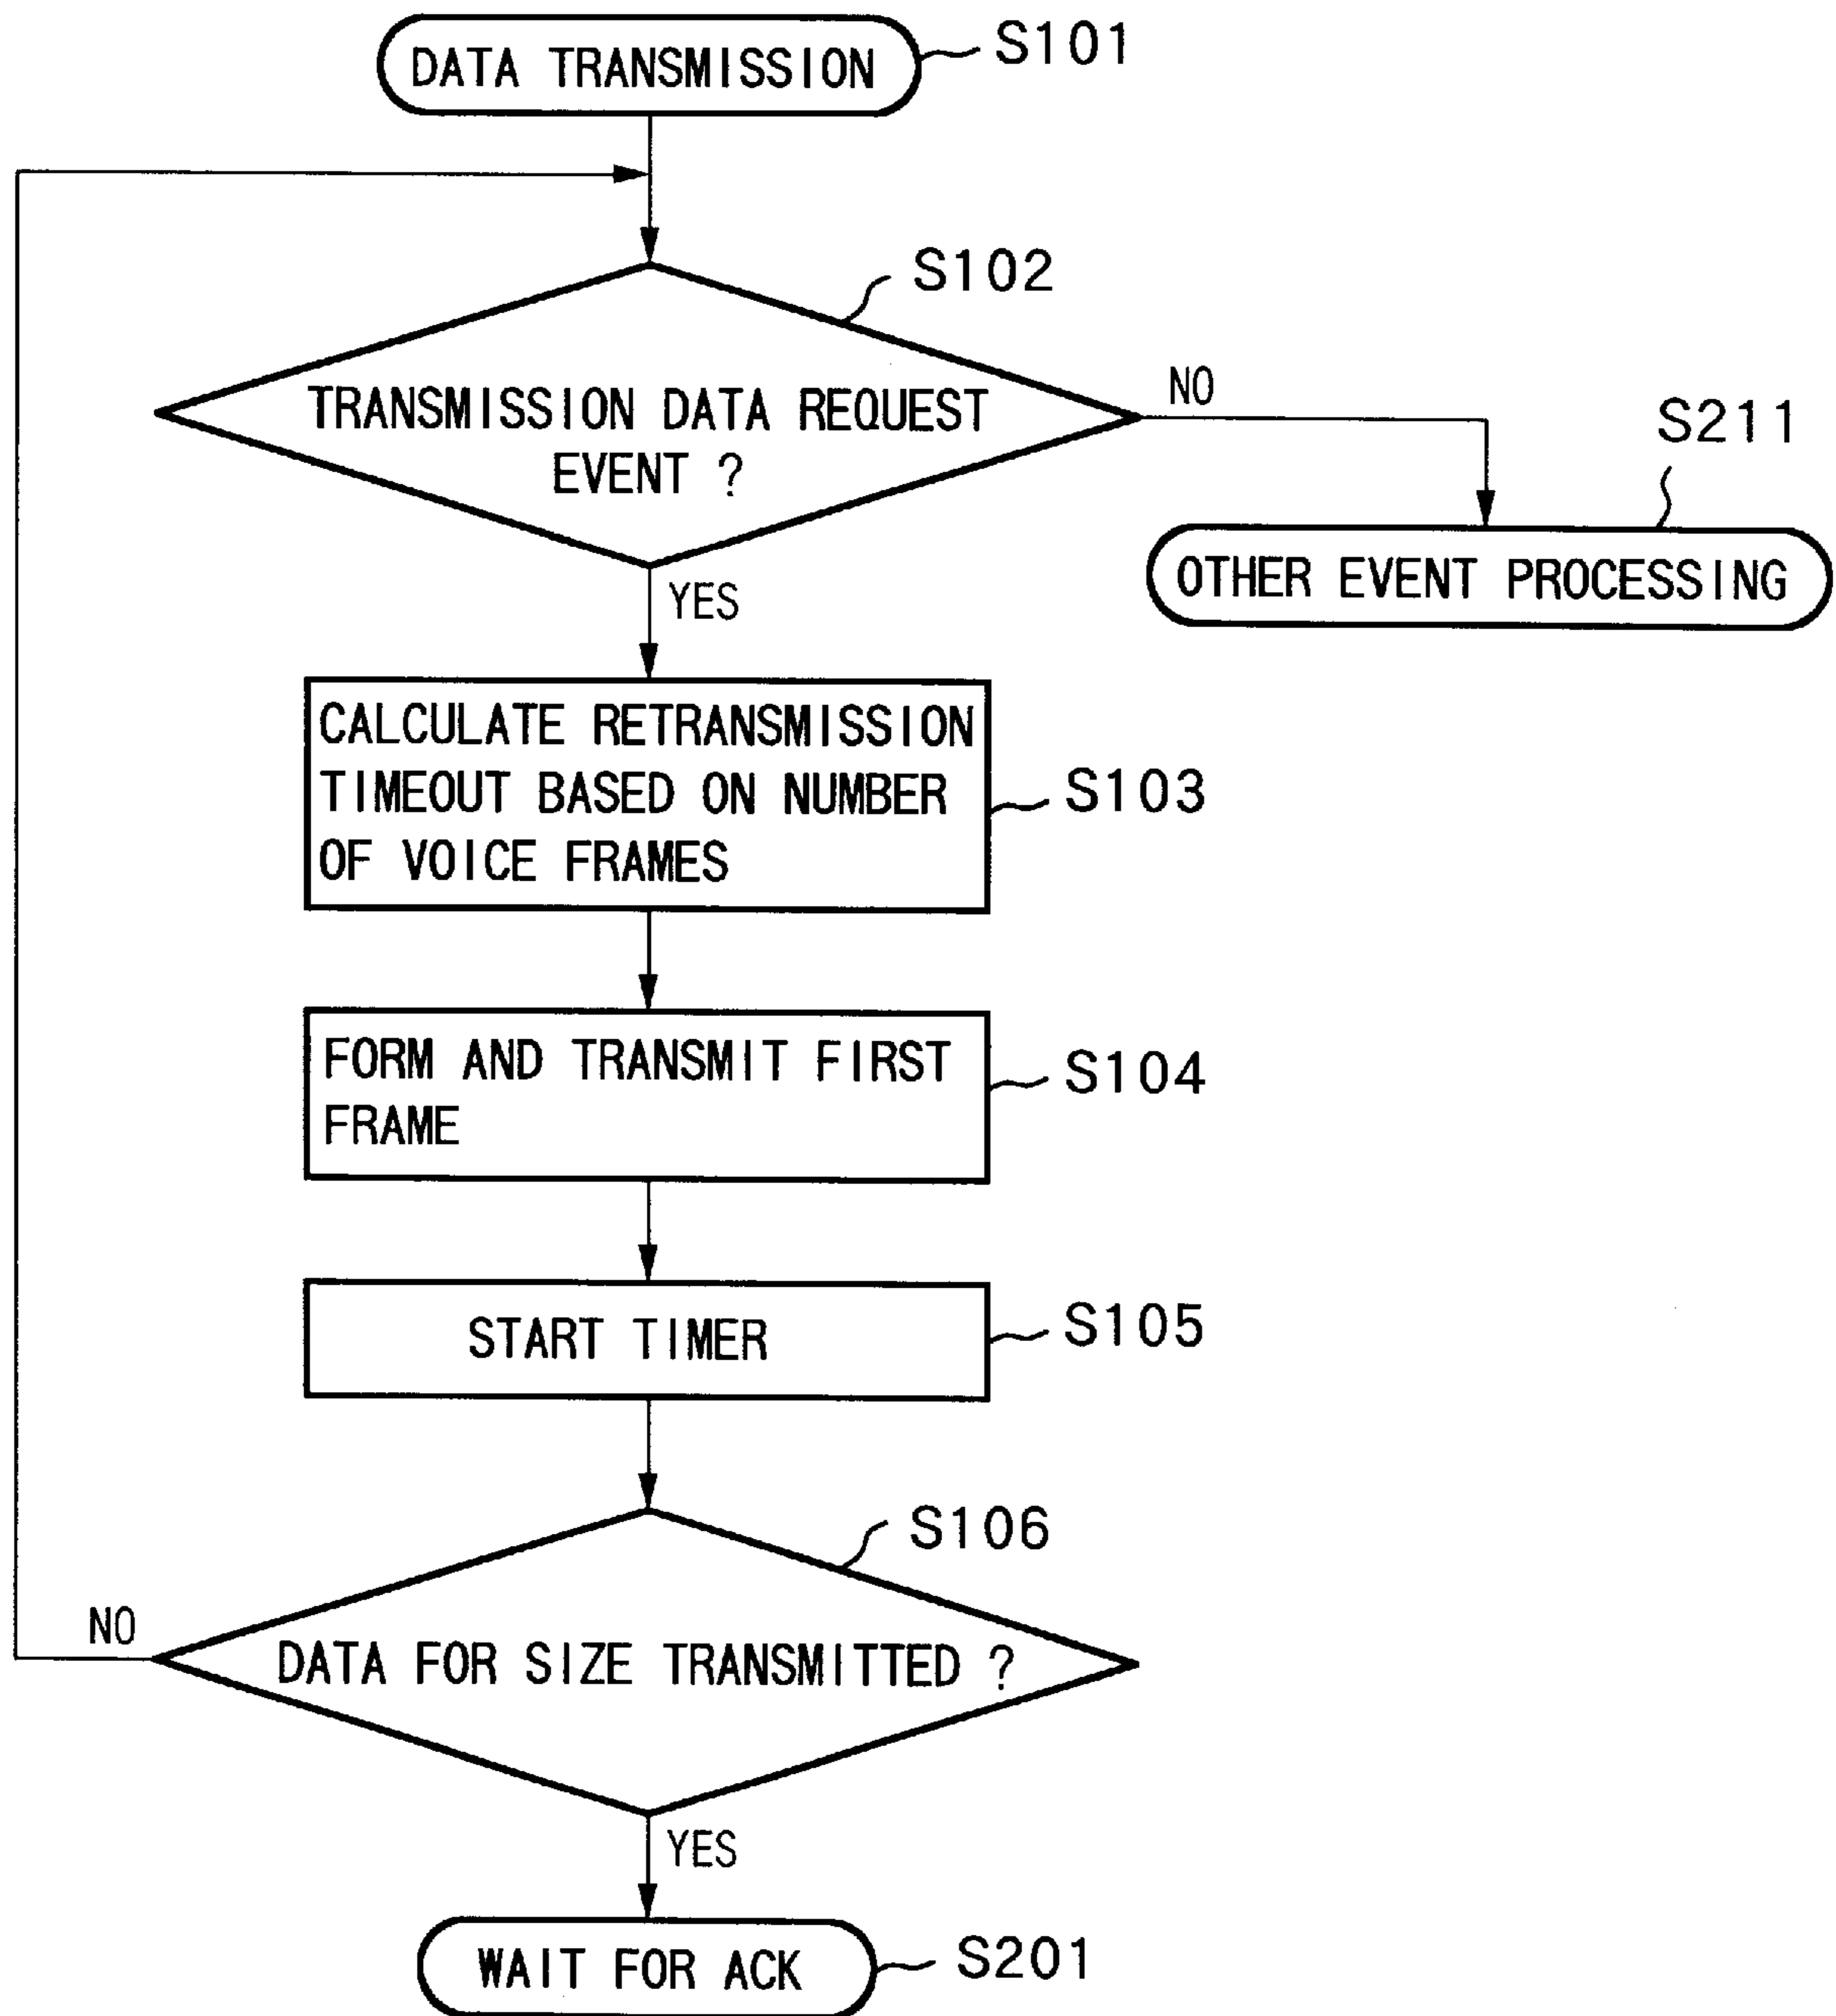 DATA TRANSMISSION
S101
S102
TRANSMISSION DATA REQUEST
EVENT ?
NO
S211
OTHER EVENT PROCESSING
YES
CALCULATE RETRANSMISSION
TIMEOUT BASED ON NUMBER
OF VOICE FRAMES
S103
FORM AND TRANSMIT FIRST
FRAME
S104
START TIMER
S105
S106
NO
DATA FOR SIZE TRANSMITTED ?
YES
WAIT FOR ACK
S201